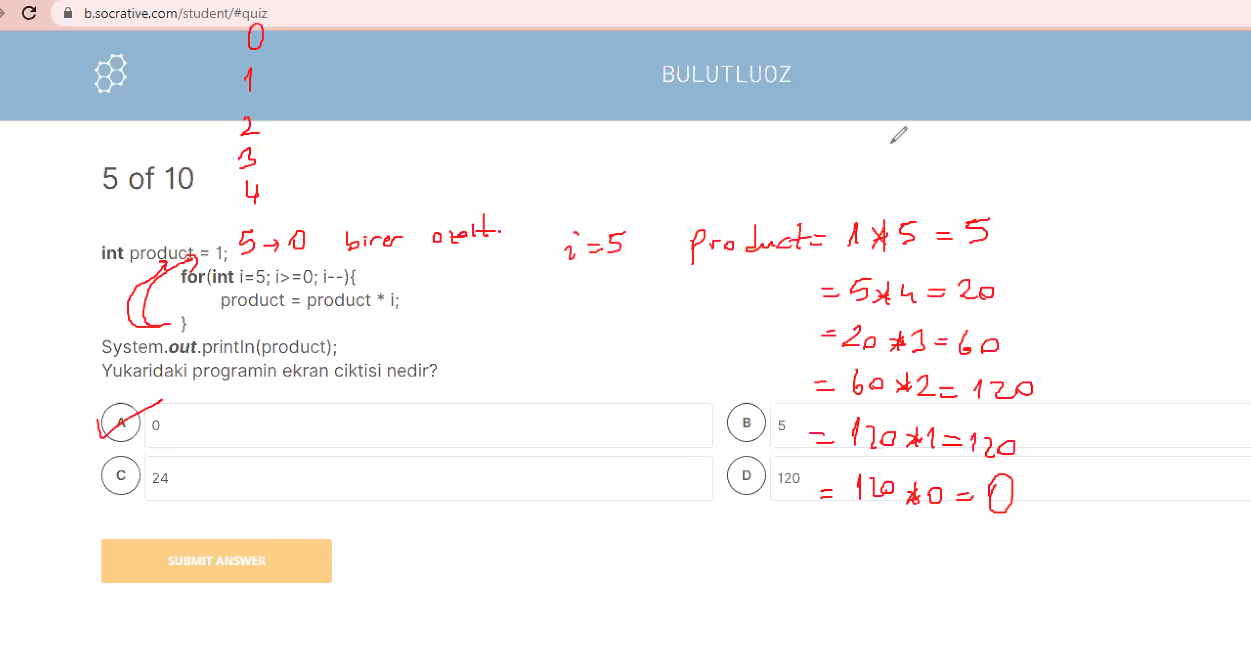 b.socrative.com/student/#quiz
0
BULUTLUOZ
1
2
3
5 of 10
4
int product = 1;
5 → 0 birer azalt.
i = 5
product = 1 * 5 = 5
for(int i=5; i>=0; i--){
= 5 * 4 = 20
product = product * i;
}
= 20 * 3 = 60
System.out.println(product);
Yukaridaki programin ekran ciktisi nedir?
= 60 * 2 = 120
A 0
B 5
= 120 * 1 = 120
C 24
D 120
= 120 * 0 = 0
SUBMIT ANSWER